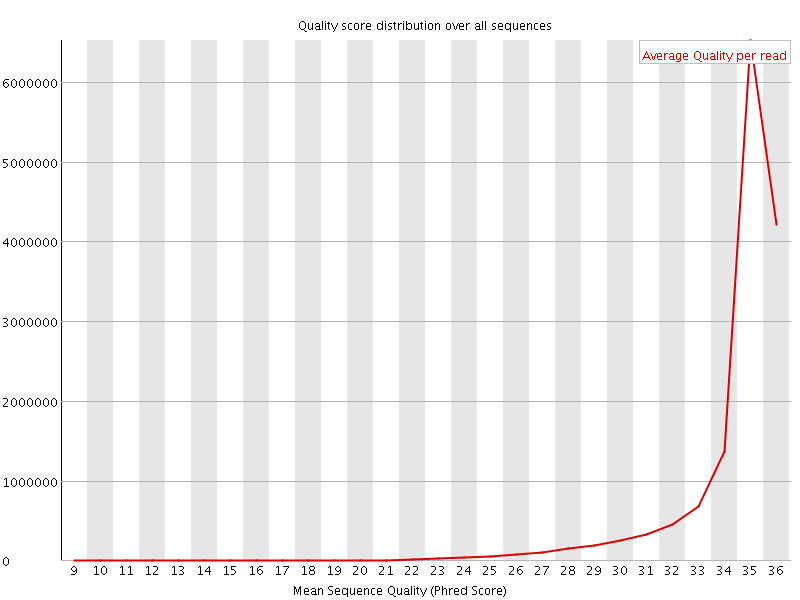 Quality score distribution over all sequences
Average Quality per read
6000000
5000000
4000000
3000000
2000000
1000000
0
9 10 11 12 13 14 15 16 17 18 19 20 21 22 23 24 25 26 27 28 29 30 31 32 33 34 35 36
Mean Sequence Quality (Phred Score)